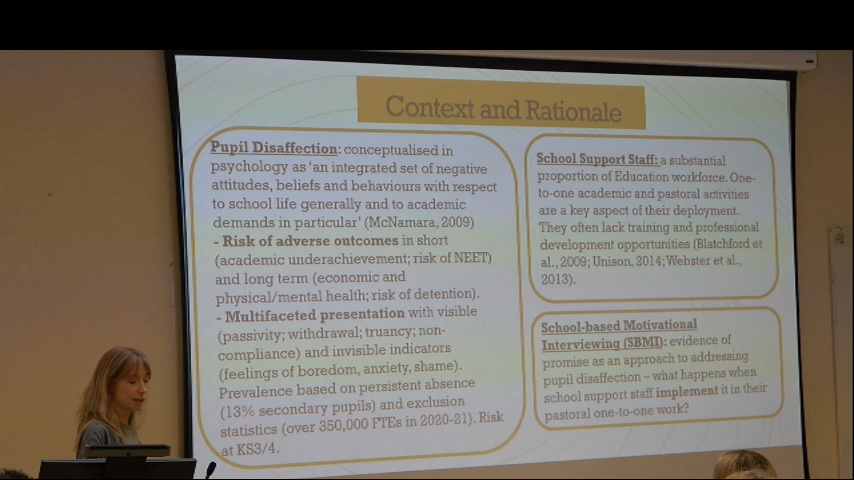 Context and Rationale
Pupil Disaffection: conceptualised in
psychology as 'an integrated set of negative
attitudes, beliefs and behaviours with respect
to school life generally and to academic
demands in particular' (McNamara, 2009)
- Risk of adverse outcomes in short
(academic underachievement; risk of NEET)
and long term (economic and
physical/mental health; risk of detention).
- Multifaceted presentation with visible
(passivity; withdrawal; truancy; non-
compliance) and invisible indicators
(feelings of boredom, anxiety, shame).
Prevalence based on persistent absence
(13% secondary pupils) and exclusion
statistics (over 350,000 FTEs in 2020-21). Risk
at KS3/4.
School Support Staff: a substantial
proportion of Education workforce. One-
to-one academic and pastoral activities
are a key aspect of their deployment.
They often lack training and professional
development opportunities (Blatchford et
al., 2009; Unison, 2014; Webster et al.,
2013).
School-based Motivational
Interviewing (SBMI): evidence of
promise as an approach to addressing
pupil disaffection – what happens when
school support staff implement it in their
pastoral one-to-one work?